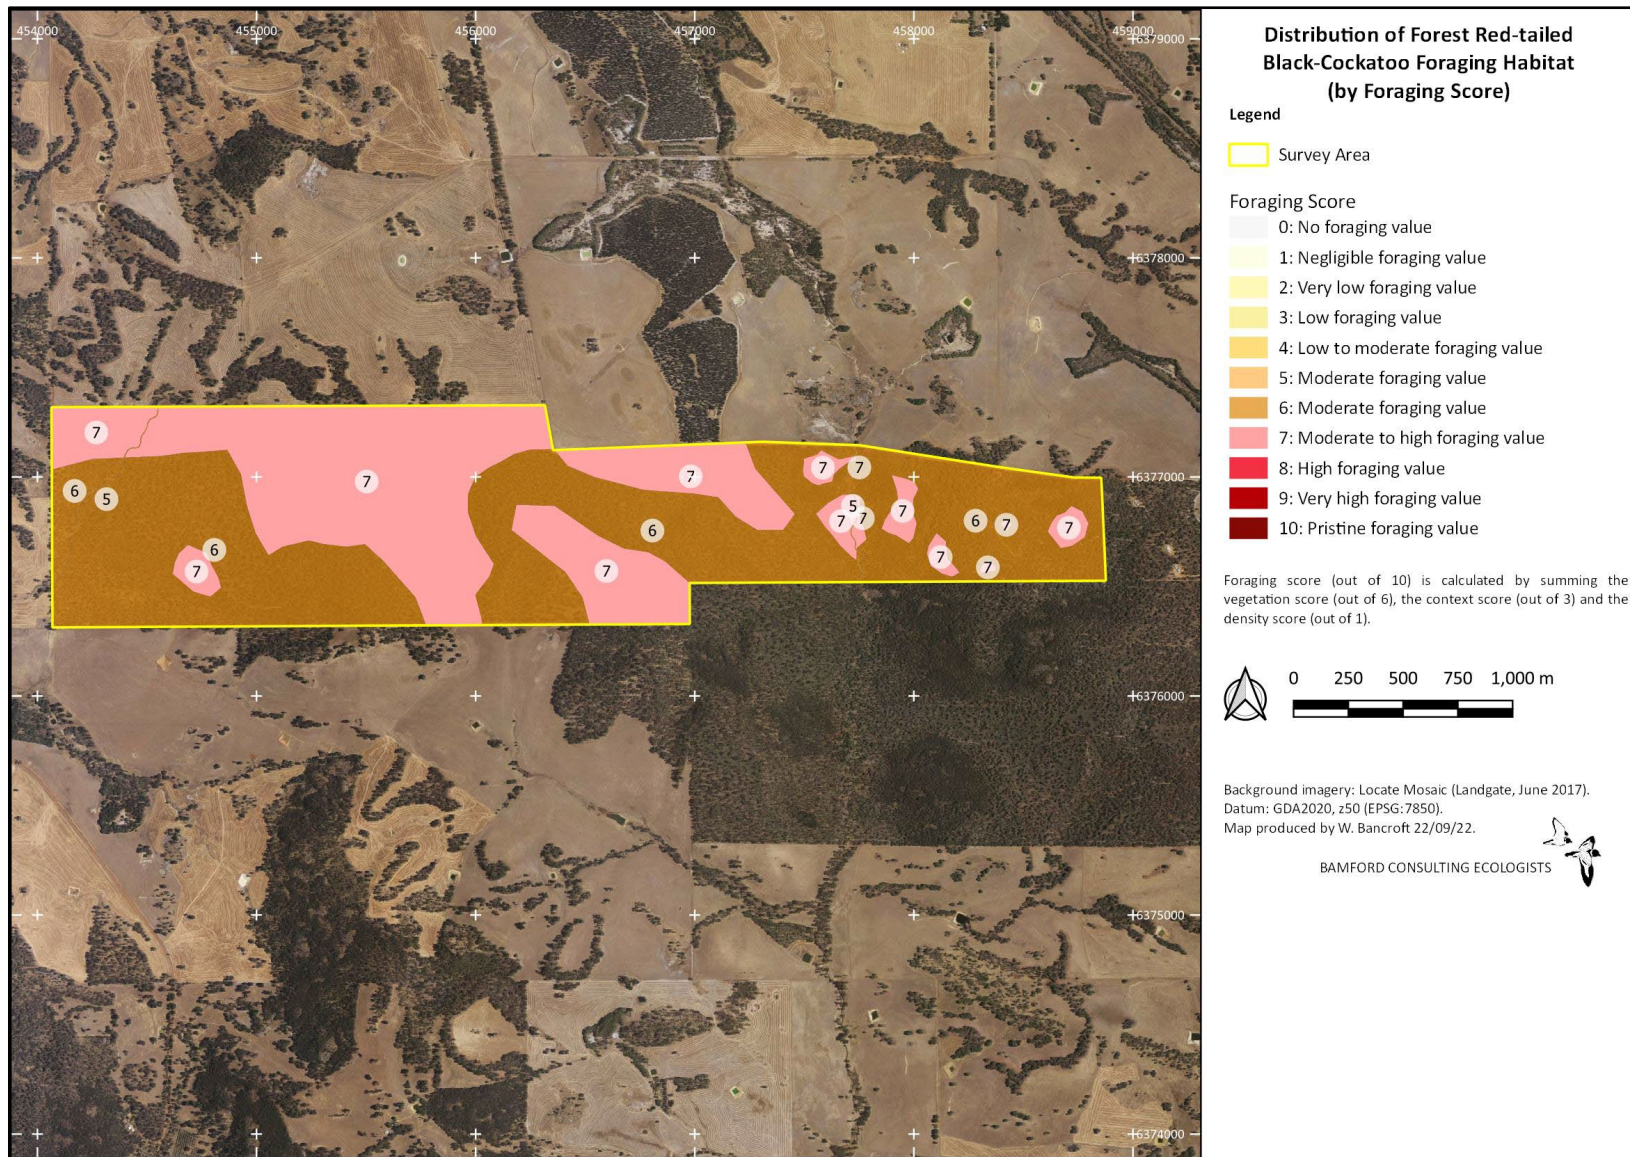 454000 455000 456000 457000 458000 459000
6379000
6378000
7
7
7
7
7
6377000
6
5
5
7
7
7
6
7
7
6
6
7
7
7
7
6376000
6375000
6374000
Distribution of Forest Red-tailed
Black-Cockatoo Foraging Habitat
(by Foraging Score)
Legend
Survey Area
Foraging Score
0: No foraging value
1: Negligible foraging value
2: Very low foraging value
3: Low foraging value
4: Low to moderate foraging value
5: Moderate foraging value
6: Moderate foraging value
7: Moderate to high foraging value
8: High foraging value
9: Very high foraging value
10: Pristine foraging value
Foraging score (out of 10) is calculated by summing the
vegetation score (out of 6), the context score (out of 3) and the
density score (out of 1).
0 250 500 750 1,000 m
Background imagery: Locate Mosaic (Landgate, June 2017).
Datum: GDA2020, z50 (EPSG:7850).
Map produced by W. Bancroft 22/09/22.
BAMFORD CONSULTING ECOLOGISTS